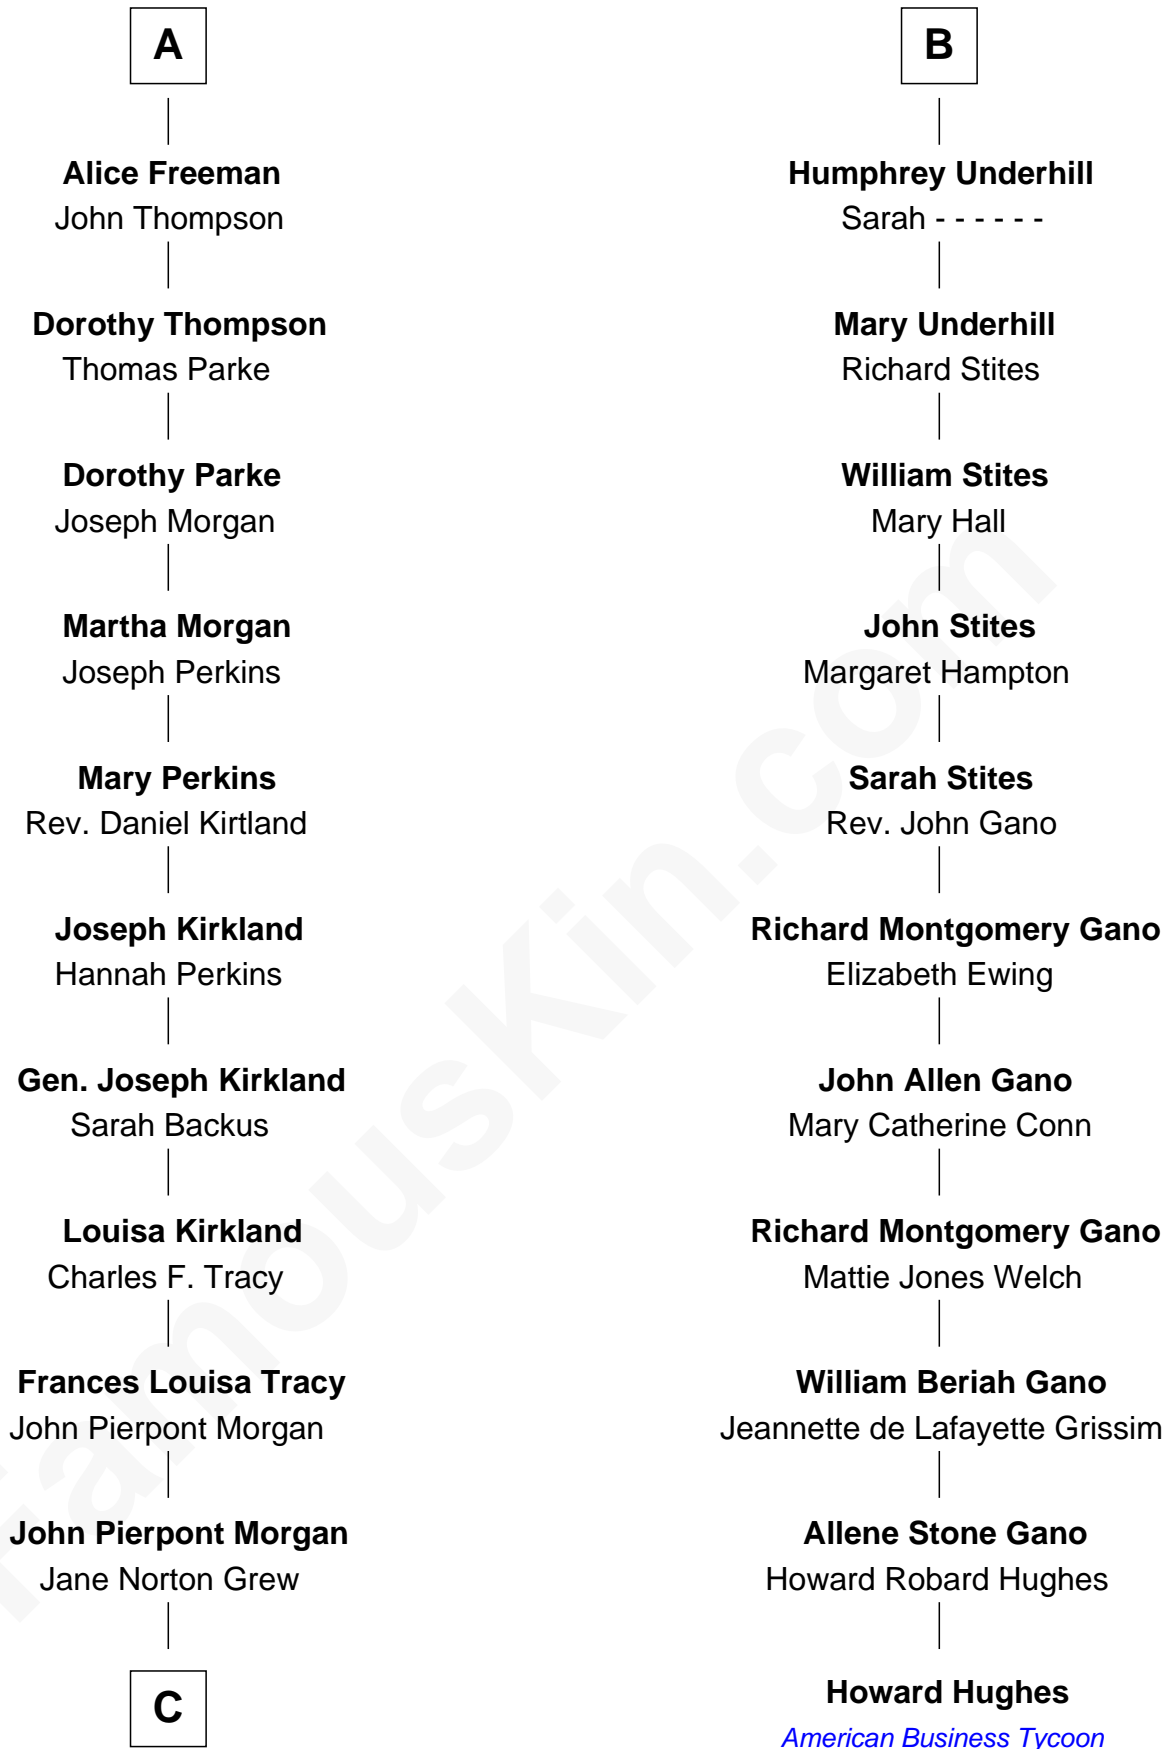 A
Alice Freeman
John Thompson
Dorothy Thompson
Thomas Parke
Dorothy Parke
Joseph Morgan
Martha Morgan
Joseph Perkins
Mary Perkins
Rev. Daniel Kirtland
Joseph Kirkland
Hannah Perkins
Gen. Joseph Kirkland
Sarah Backus
Louisa Kirkland
Charles F. Tracy
Frances Louisa Tracy
John Pierpont Morgan
John Pierpont Morgan
Jane Norton Grew
C
B
Humphrey Underhill
Sarah - - - - - -
Mary Underhill
Richard Stites
William Stites
Mary Hall
John Stites
Margaret Hampton
Sarah Stites
Rev. John Gano
Richard Montgomery Gano
Elizabeth Ewing
John Allen Gano
Mary Catherine Conn
Richard Montgomery Gano
Mattie Jones Welch
William Beriah Gano
Jeannette de Lafayette Grissim
Allene Stone Gano
Howard Robard Hughes
Howard Hughes
American Business Tycoon
FamousKin.com